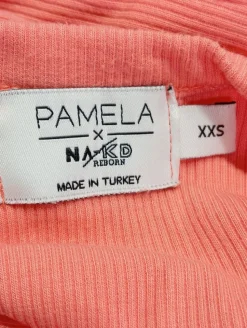 PAMELA
×
NA-KD
REBORN
MADE IN TURKEY
XXS